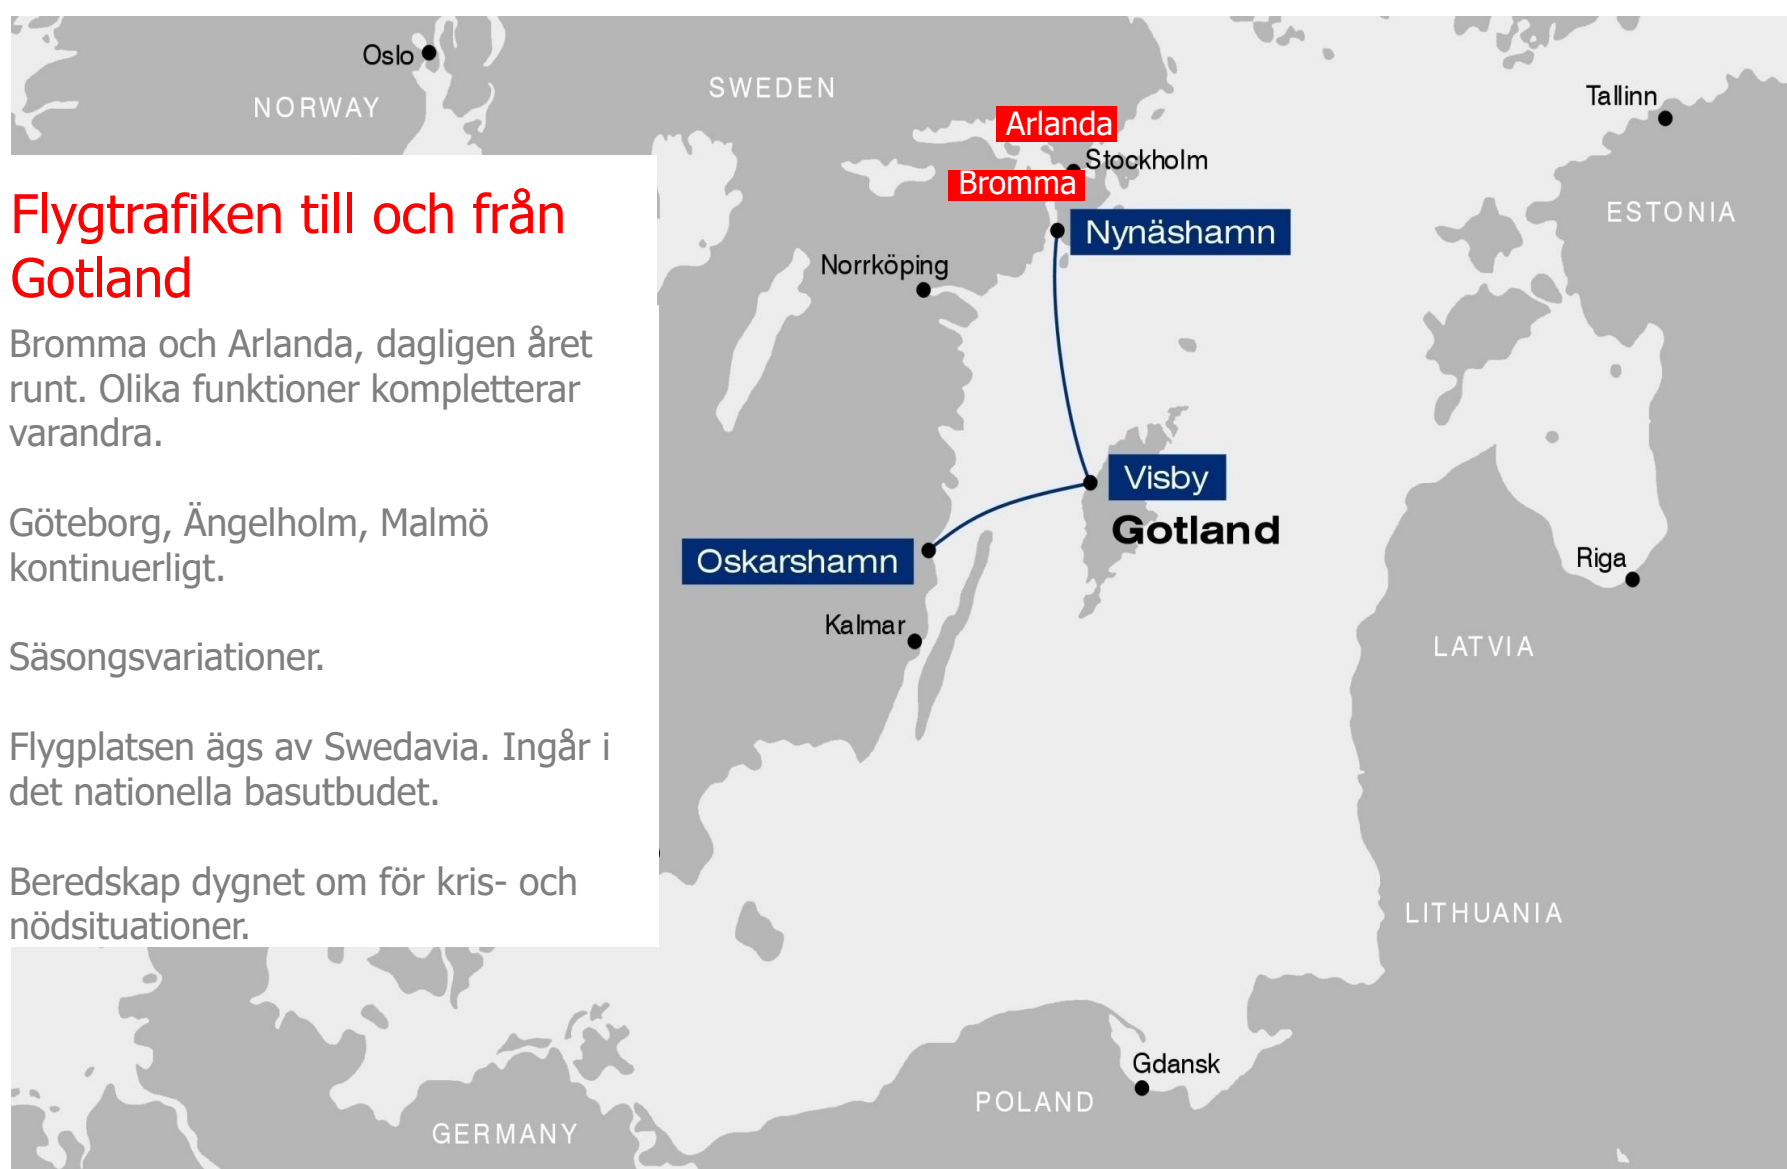 Oslo
NORWAY
SWEDEN
Tallinn
Arlanda
Stockholm
Bromma
ESTONIA
Nynäshamn
Norrköping
Flygtrafiken till och från
Gotland
Bromma och Arlanda, dagligen året
runt. Olika funktioner kompletterar
varandra.
Göteborg, Ängelholm, Malmö
kontinuerligt.
Säsongsvariationer.
Flygplatsen ägs av Swedavia. Ingår i
det nationella basutbudet.
Beredskap dygnet om för kris- och
nödsituationer.
Visby
Gotland
Oskarshamn
Riga
Kalmar
LATVIA
LITHUANIA
Gdansk
POLAND
GERMANY